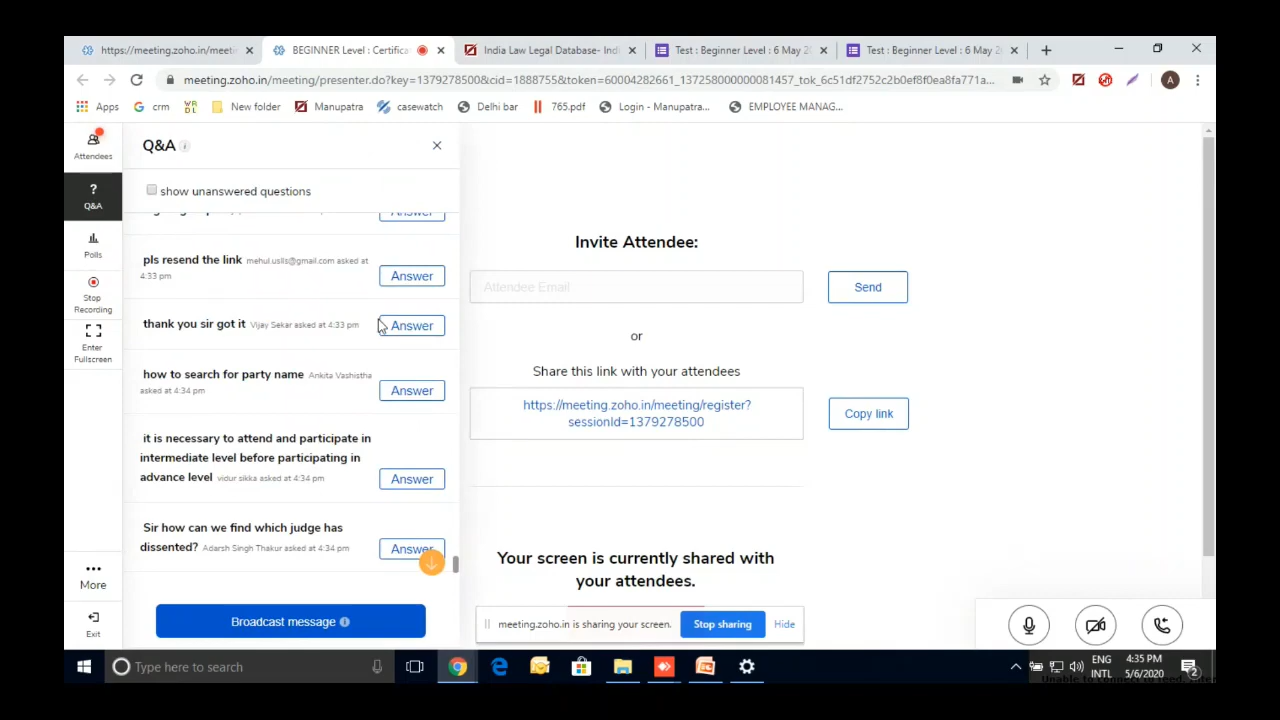 https://meeting.zoho.in/meeti
BEGINNER Level : Certifica
India Law Legal Database- Ind
Test : Beginner Level : 6 May 20
Test : Beginner Level : 6 May 20
meeting.zoho.in/meeting/presenter.do?key=1379278500&cid=1888755&token=60004282661_137258000000081457_tok_6c51df2752c2b0ef8f0ea8fa771a...
A
Apps
crm
New folder
Manupatra
casewatch
Delhi bar
765.pdf
Login - Manupatra...
EMPLOYEE MANAG...
Attendees
Q&A
show unanswered questions
?
Q&A
Polls
Stop
Recording
Enter
Fullscreen
More
Exit
Answer
pls resend the link mehul.uslls@gmail.com asked at
4:33 pm
Answer
thank you sir got it Vijay Sekar asked at 4:33 pm
Answer
how to search for party name Ankita Vashistha
asked at 4:34 pm
Answer
it is necessary to attend and participate in
intermediate level before participating in
advance level vidur sikka asked at 4:34 pm
Answer
Sir how can we find which judge has
dissented? Adarsh Singh Thakur asked at 4:34 pm
Answer
Broadcast message
Invite Attendee:
Attendee Email
Send
or
Share this link with your attendees
https://meeting.zoho.in/meeting/register?
sessionId=1379278500
Copy link
Your screen is currently shared with
your attendees.
meeting.zoho.in is sharing your screen.
Stop sharing
Hide
Type here to search
ENG
INTL
4:35 PM
5/6/2020
2